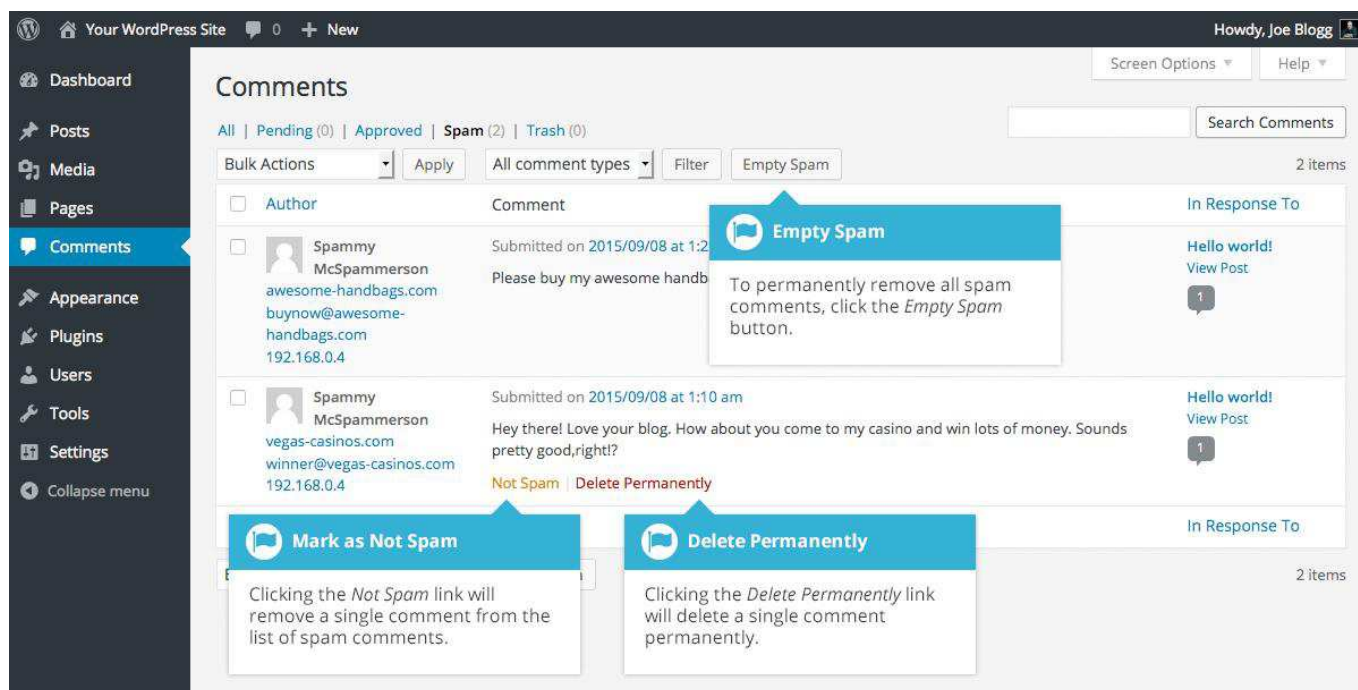 Your WordPress Site 0 + New Howdy, Joe Blogg
Screen Options Help
Dashboard
Posts
Media
Pages
Comments
Appearance
Plugins
Users
Tools
Settings
Collapse menu
Comments
All | Pending (0) | Approved | Spam (2) | Trash (0)
Search Comments
Bulk Actions Apply All comment types Filter Empty Spam 2 items
Author Comment In Response To
Spammy
McSpammerson
awesome-handbags.com
buynow@awesome-
handbags.com
192.168.0.4
Submitted on 2015/09/08 at 1:2
Please buy my awesome handb
Hello world!
View Post
1
Empty Spam
To permanently remove all spam
comments, click the Empty Spam
button.
Spammy
McSpammerson
vegas-casinos.com
winner@vegas-casinos.com
192.168.0.4
Submitted on 2015/09/08 at 1:10 am
Hey there! Love your blog. How about you come to my casino and win lots of money. Sounds
pretty good,right!?
Not Spam | Delete Permanently
Hello world!
View Post
1
In Response To
2 items
Mark as Not Spam
Clicking the Not Spam link will
remove a single comment from the
list of spam comments.
Delete Permanently
Clicking the Delete Permanently link
will delete a single comment
permanently.